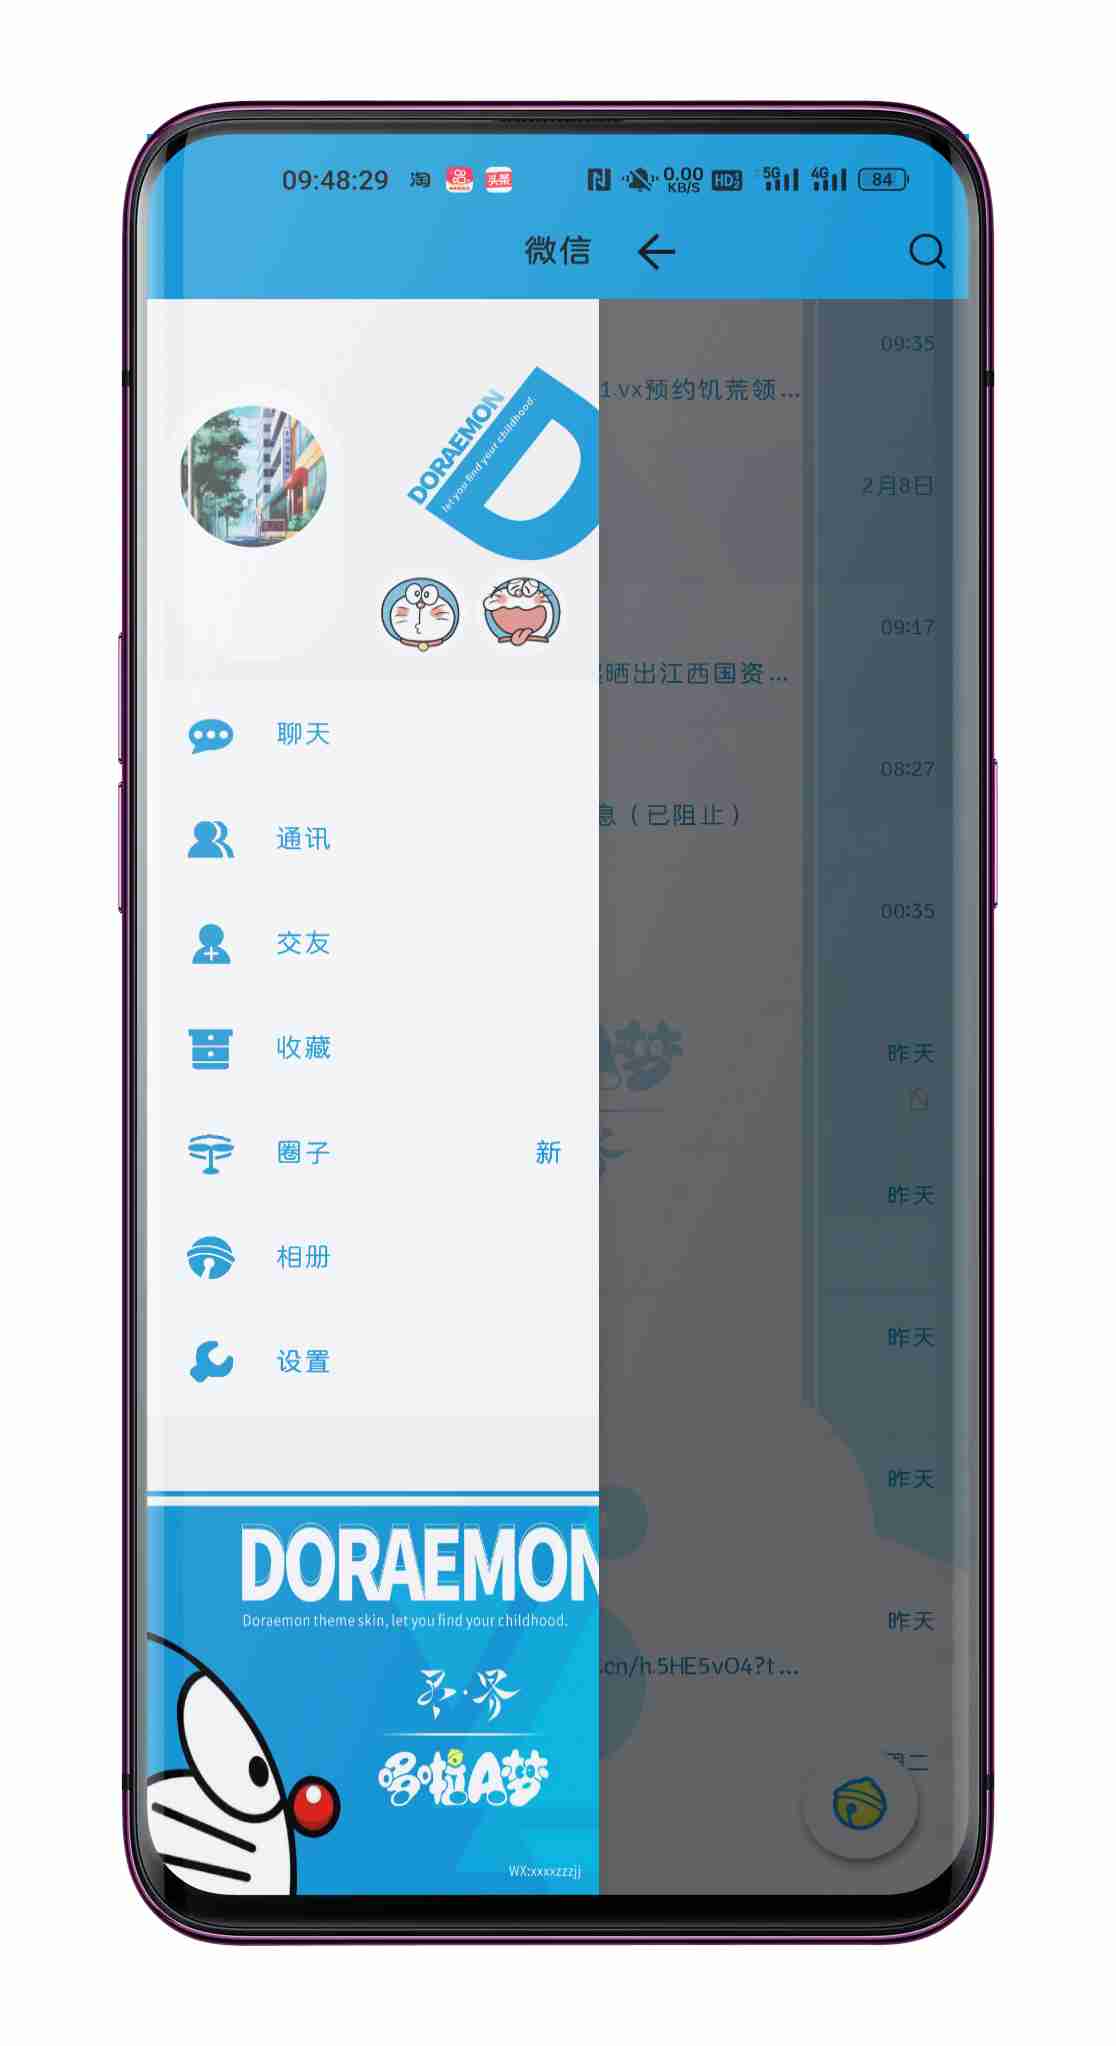 09:48:29 淘 头条 0.00 KB/S HD 5G 4G 84
微信
09:35
1.vx预约饥荒领...
DORAEMON
let you find your childhood.
2月8日
09:17
晒出江西国资...
聊天
08:27
息（已阻止）
通讯
00:35
交友
收藏
昨天
A梦
圈子
新
昨天
相册
昨天
设置
昨天
DORAEMON
Doraemon theme skin, let you find your childhood.
昨天
.cn/h.5HE5vO4?t...
灵·界
哆啦A梦
WX:xxxxzzzjj